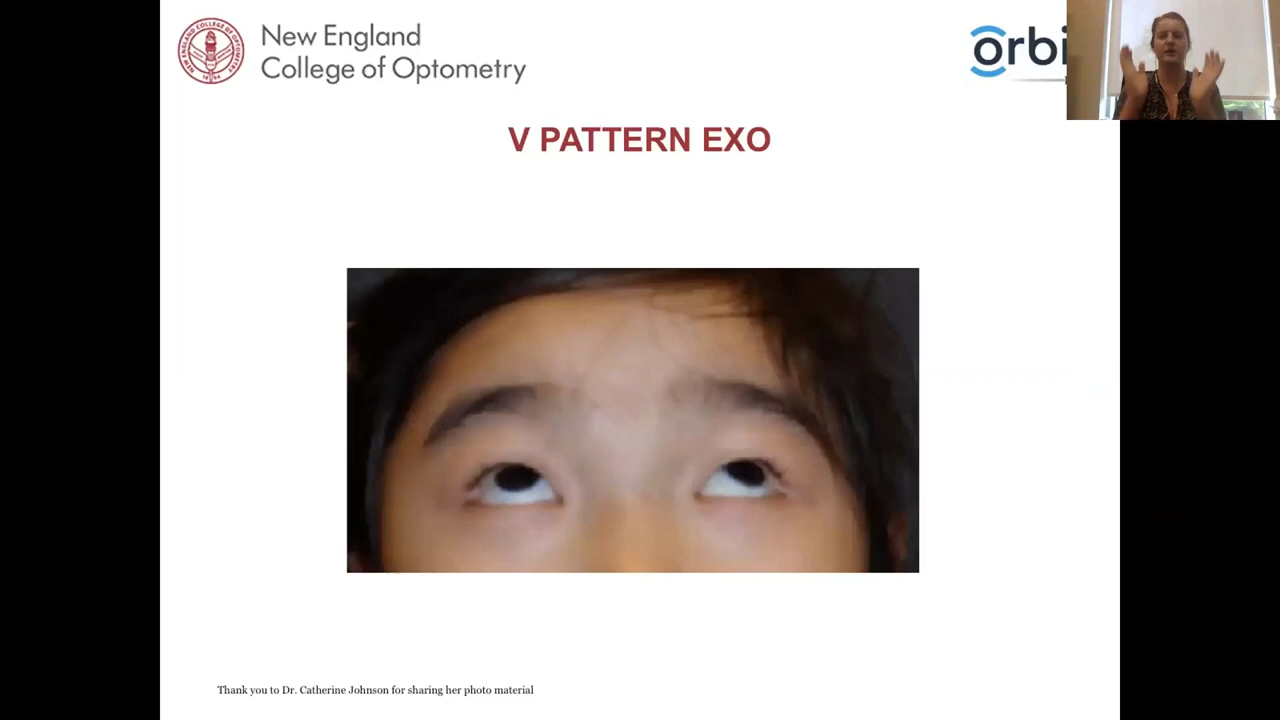 New England
College of Optometry
V PATTERN EXO
Thank you to Dr. Catherine Johnson for sharing her photo material